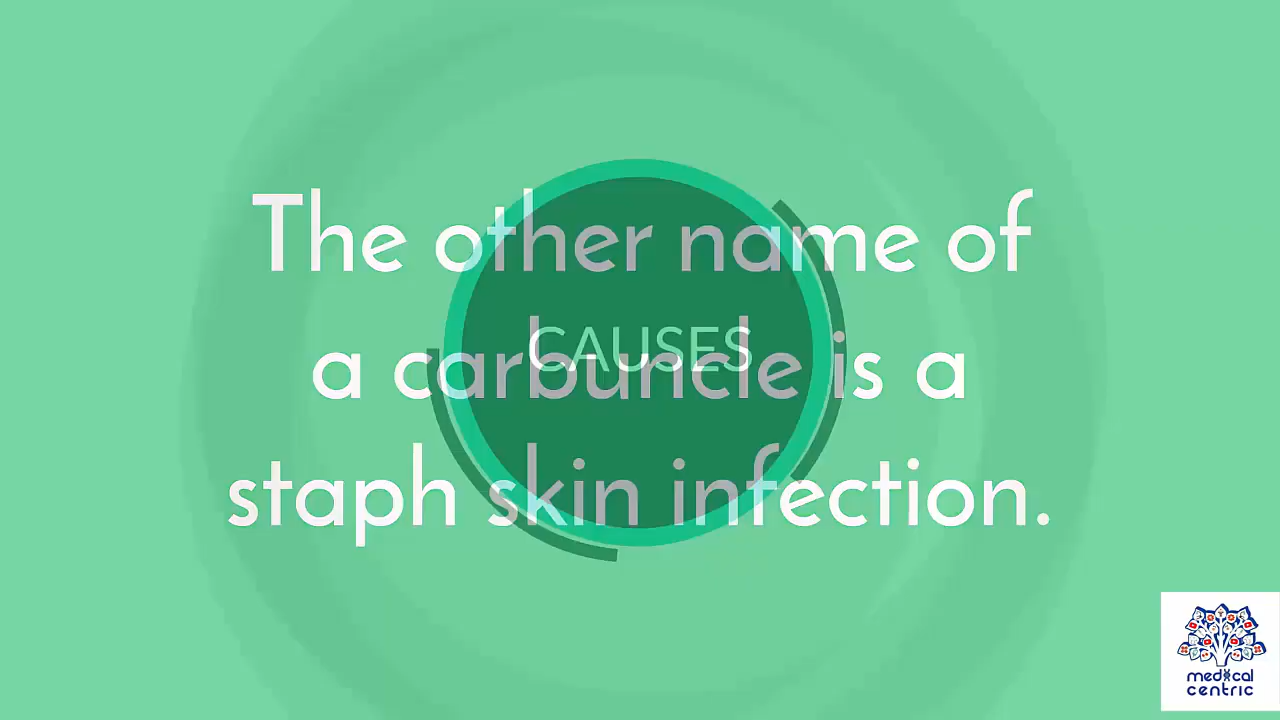 The other name of
CAUSES
a carbuncle is a
staph skin infection.
medical
centric